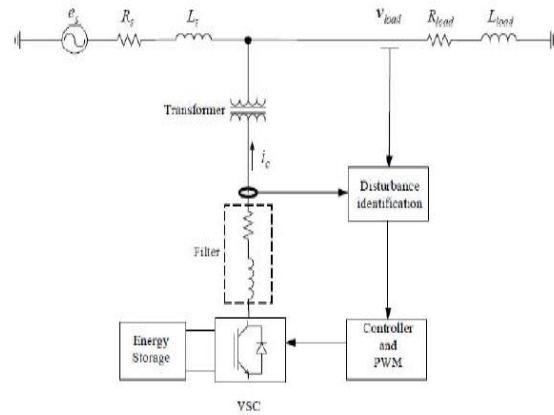 e_s
R_s
L_s
v_load
R_load
L_load
Transformer
i_c
Disturbance
identification
Filter
Energy
Storage
Controller
and
PWM
VSC